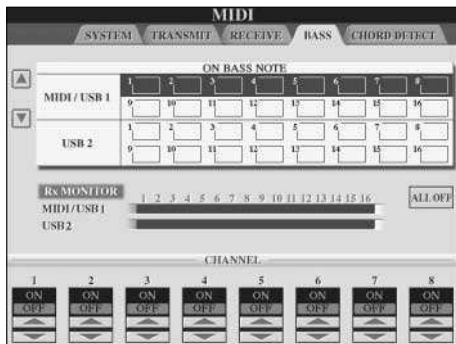 MIDI
SYSTEM TRANSMIT RECEIVE BASS CHORD DETECT
ON BASS NOTE
MIDI / USB 1
1 2 3 4 5 6 7 8
9 10 11 12 13 14 15 16
USB 2
1 2 3 4 5 6 7 8
9 10 11 12 13 14 15 16
Rx MONITOR 1 2 3 4 5 6 7 8 9 10 11 12 13 14 15 16 ALL OFF
MIDI/USB1
USB2
CHANNEL
1 2 3 4 5 6 7 8
ON ON ON ON ON ON ON ON
OFF OFF OFF OFF OFF OFF OFF OFF